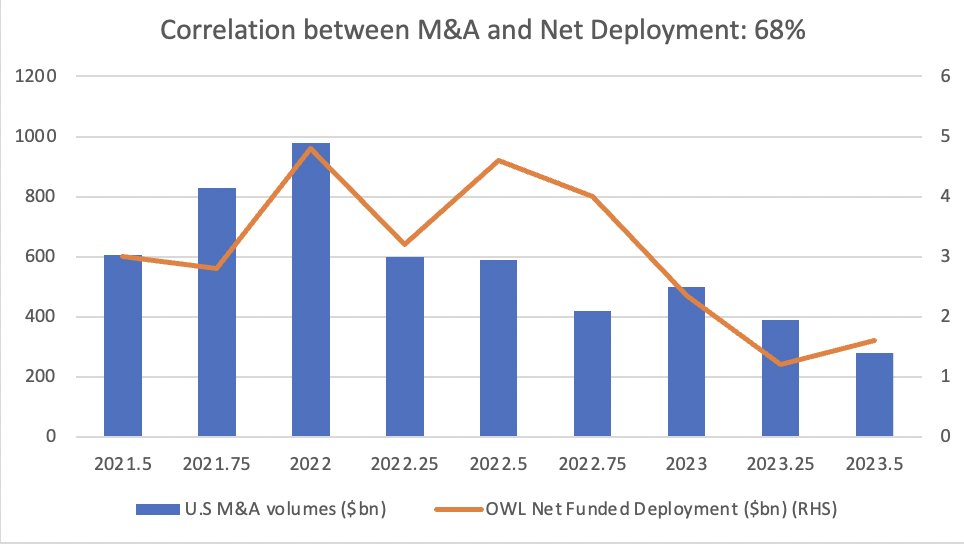 Correlation between M&A and Net Deployment: 68%
1200 6
1000 5
800 4
600 3
400 2
200 1
0 0
2021.5 2021.75 2022 2022.25 2022.5 2022.75 2023 2023.25 2023.5
U.S M&A volumes ($bn) OWL Net Funded Deployment ($bn) (RHS)